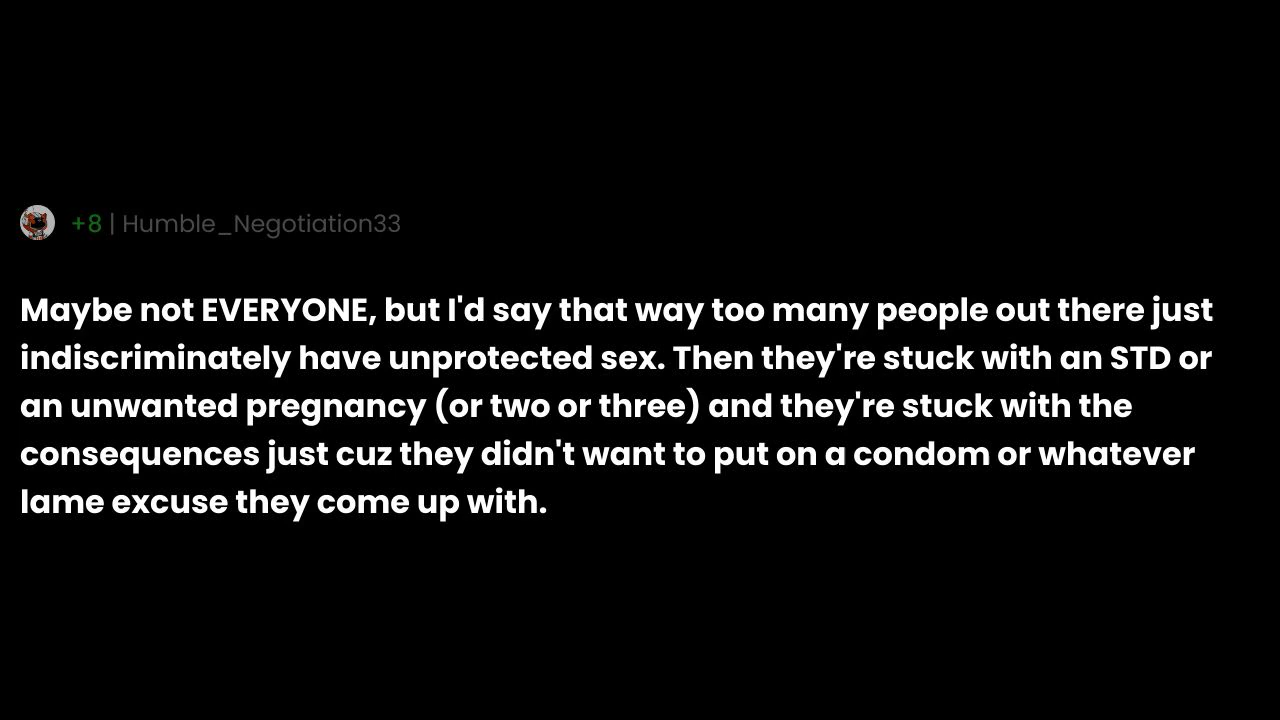 +8 | Humble_Negotiation33
Maybe not EVERYONE, but I'd say that way too many people out there just
indiscriminately have unprotected sex. Then they're stuck with an STD or
an unwanted pregnancy (or two or three) and they're stuck with the
consequences just cuz they didn't want to put on a condom or whatever
lame excuse they come up with.